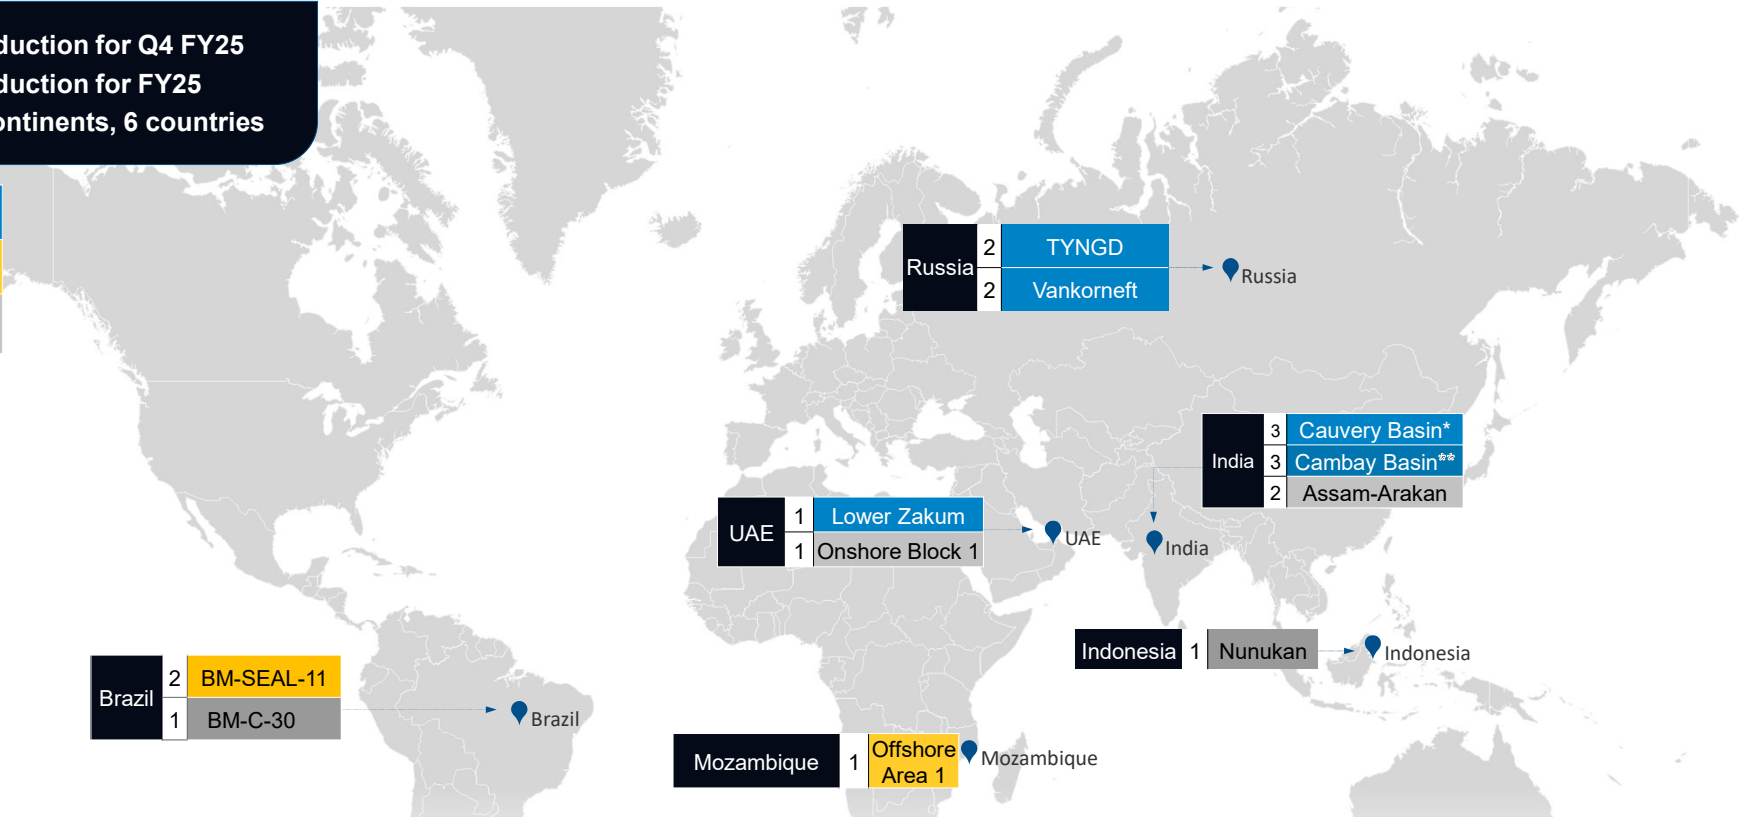 duction for Q4 FY25
duction for FY25
ontinents, 6 countries
Russia
2 TYNGD
2 Vankorneft
Russia
India
3 Cauvery Basin*
3 Cambay Basin**
2 Assam-Arakan
India
UAE
1 Lower Zakum
1 Onshore Block 1
UAE
Indonesia 1 Nunukan
Indonesia
Brazil
2 BM-SEAL-11
1 BM-C-30
Brazil
Mozambique 1 Offshore
Area 1
Mozambique